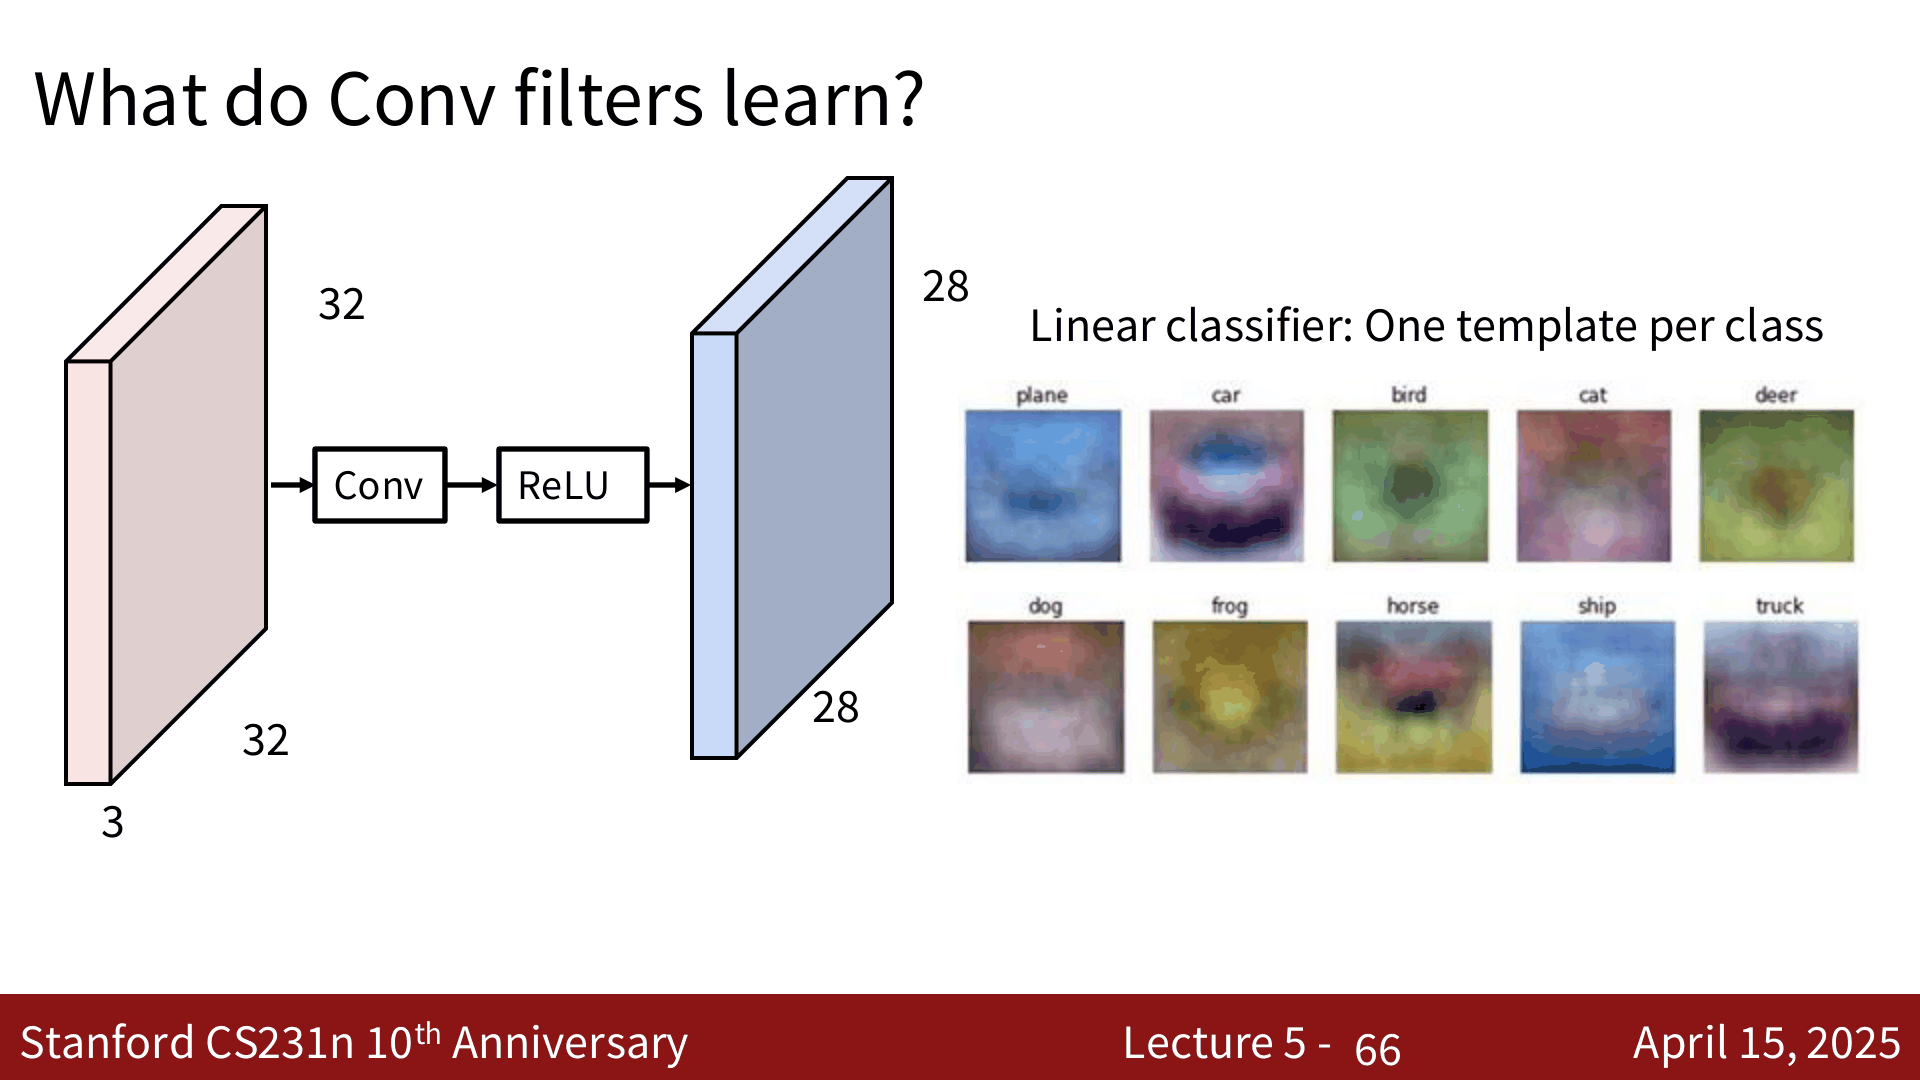 What do Conv filters learn?
32
28
Linear classifier: One template per class
plane car bird cat deer
Conv
ReLU
dog frog horse ship truck
28
32
3
Stanford CS231n 10th Anniversary
Lecture 5 - 66
April 15, 2025